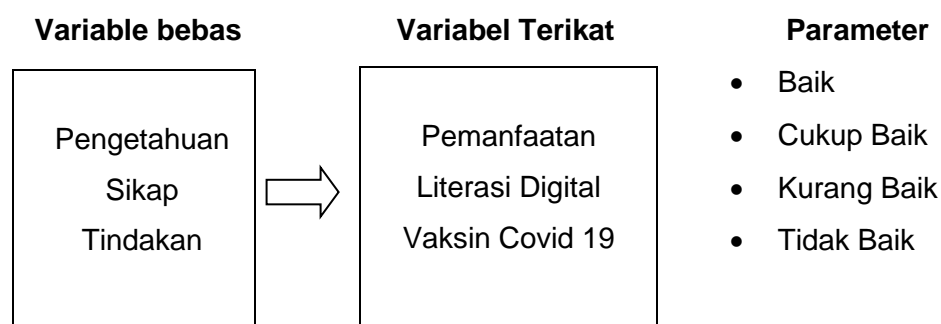 Variable bebas
Variabel Terikat
Parameter
Pengetahuan
Sikap
Tindakan
Pemanfaatan
Literasi Digital
Vaksin Covid 19
• Baik
• Cukup Baik
• Kurang Baik
• Tidak Baik